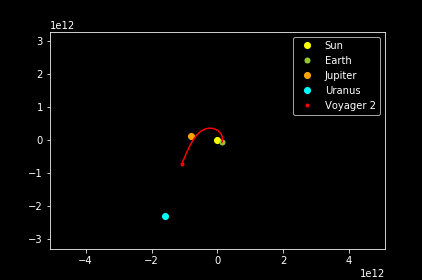 1e12
3
2
1
0
−1
−2
−3
−4
−2
0
2
4
1e12
Sun
Earth
Jupiter
Uranus
Voyager 2